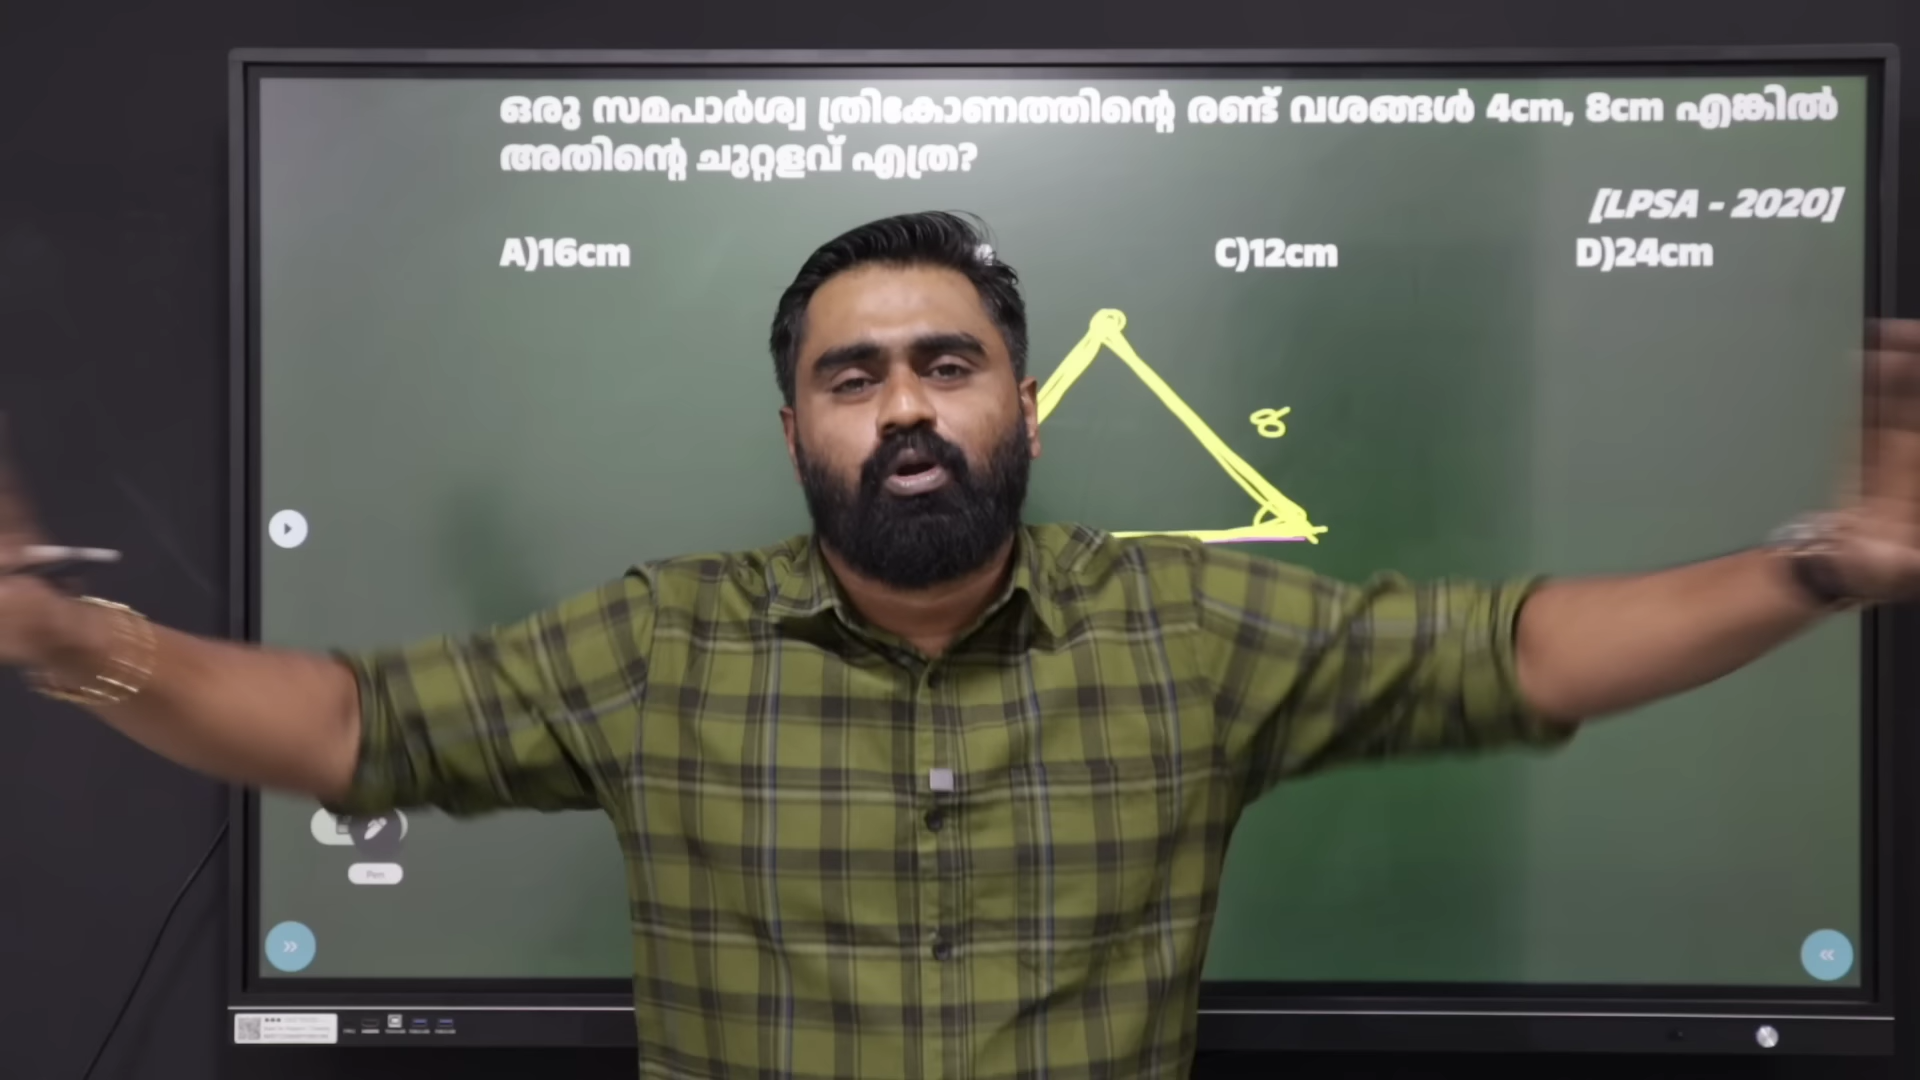 ഒരു സമപാർശ്വ ത്രികോണത്തിന്റെ രണ്ട് വശങ്ങൾ 4cm, 8cm എങ്കിൽ
അതിന്റെ ചുറ്റളവ് എത്ര?
[LPSA - 2020]
A)16cm C)12cm D)24cm
8
Pen